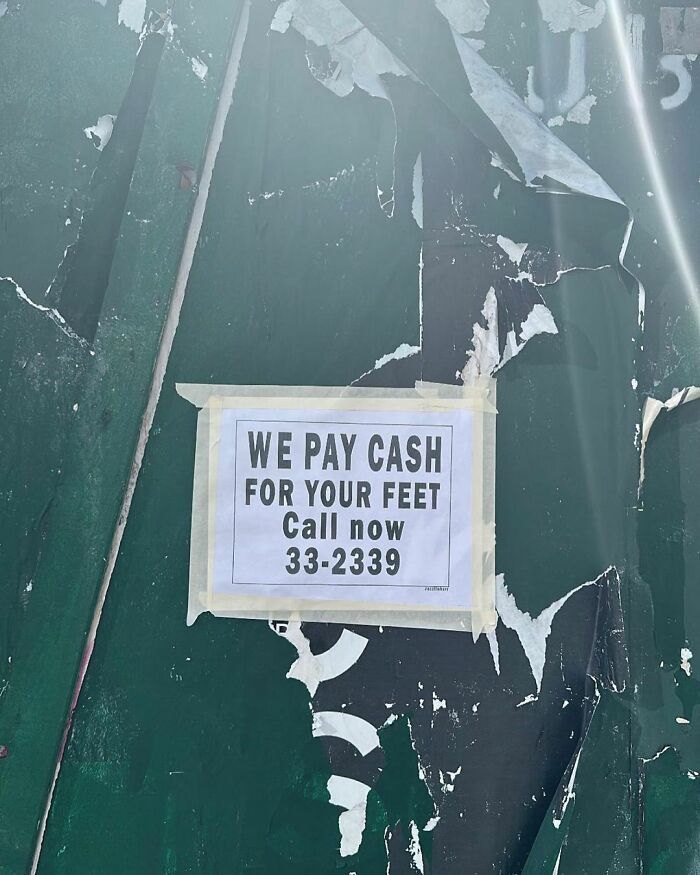 WE PAY CASH
FOR YOUR FEET
Call now
33-2339